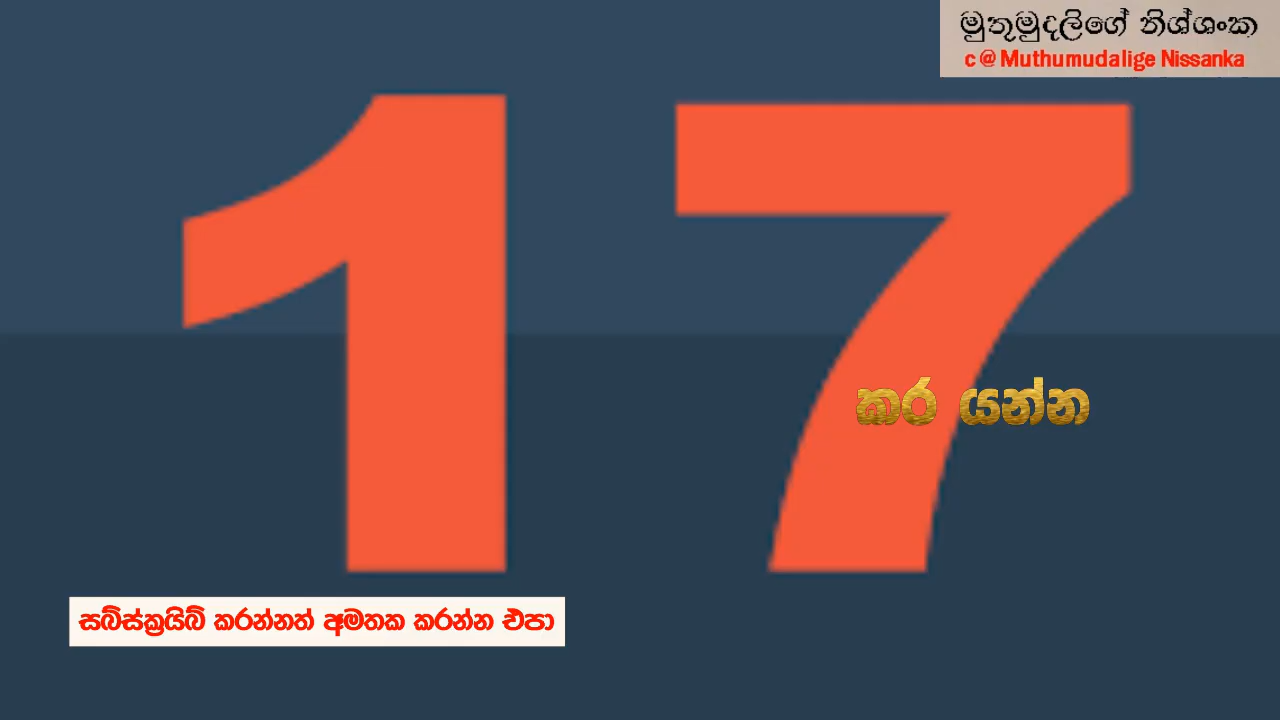 මුතුමුදලිගේ නිශ්ශංක
c @ Muthumudalige Nissanka
17
කර යන්න
සබ්ස්ක්‍රයිබ් කරන්නත් අමතක කරන්න එපා